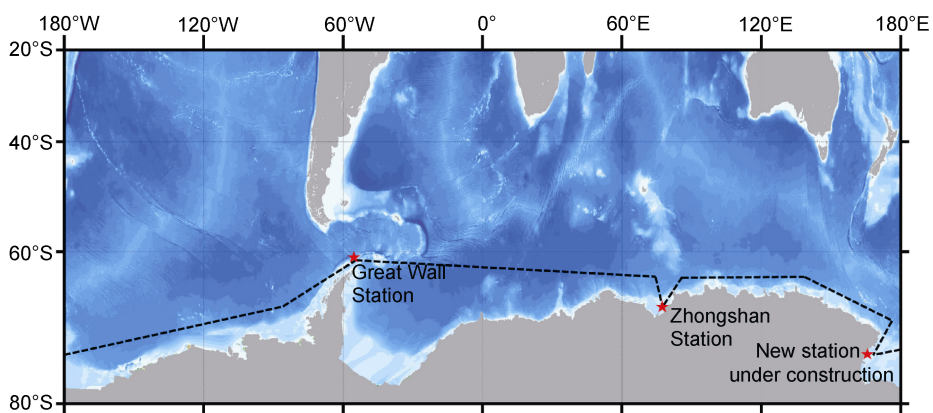 180°W 120°W 60°W 0° 60°E 120°E 180°E
20°S
40°S
60°S
Great Wall
Station
Zhongshan
Station
New station
under construction
80°S